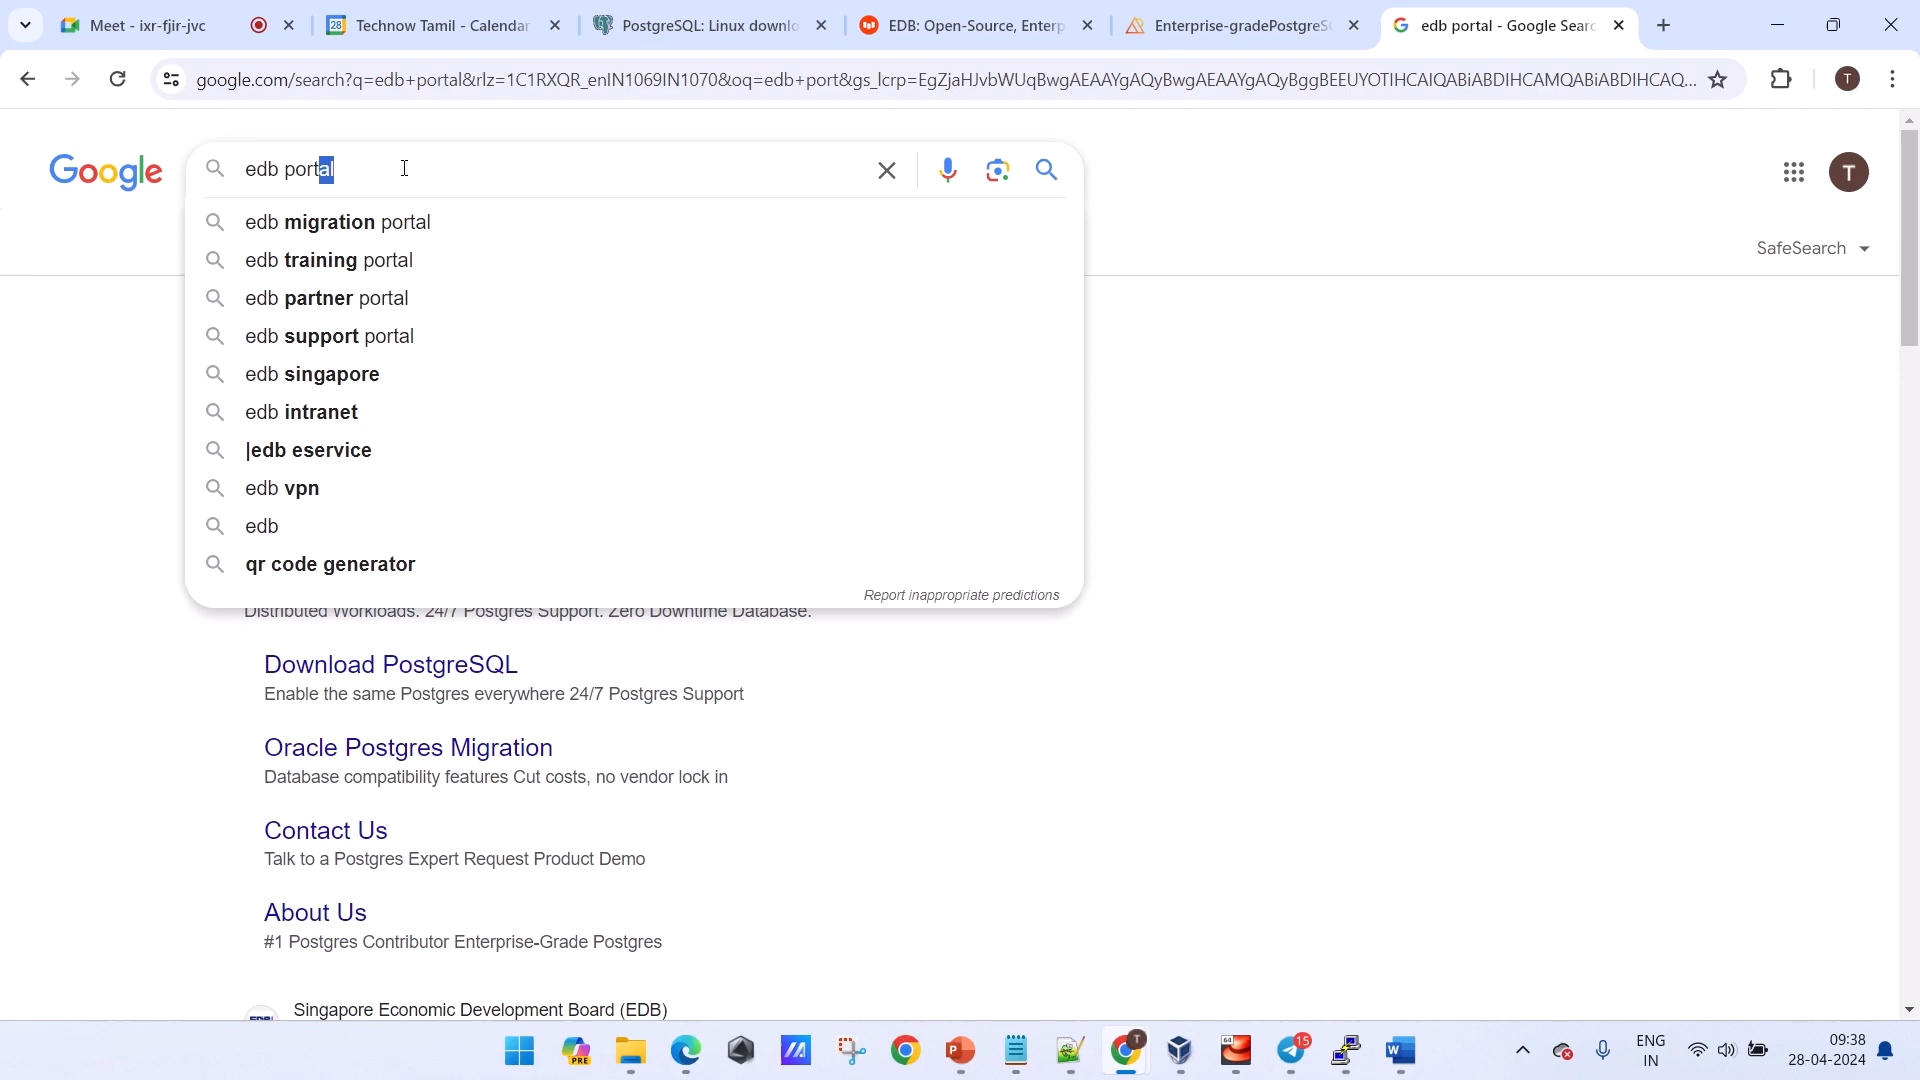 Meet - ixr-fjir-jvc
Technow Tamil - Calendar
PostgreSQL: Linux downlo
EDB: Open-Source, Enterp
Enterprise-gradePostgreS
edb portal - Google Searc
google.com/search?q=edb+portal&rlz=1C1RXQR_enIN1069IN1070&oq=edb+port&gs_lcrp=EgZjaHJvbWUqBwgAEAAYgAQyBwgAEAAYgAQyBggBEEUYOTIHCAIQABiABDIHCAMQABiABDIHCAQ...
T
Google
edb portal
T
edb migration portal
edb training portal
edb partner portal
edb support portal
edb singapore
edb intranet
|edb eservice
edb vpn
edb
qr code generator
Report inappropriate predictions
SafeSearch
Distributed Workloads. 24/7 Postgres Support. Zero Downtime Database.
Download PostgreSQL
Enable the same Postgres everywhere 24/7 Postgres Support
Oracle Postgres Migration
Database compatibility features Cut costs, no vendor lock in
Contact Us
Talk to a Postgres Expert Request Product Demo
About Us
#1 Postgres Contributor Enterprise-Grade Postgres
Singapore Economic Development Board (EDB)
PRE
T
64
15
ENG
IN
09:38
28-04-2024